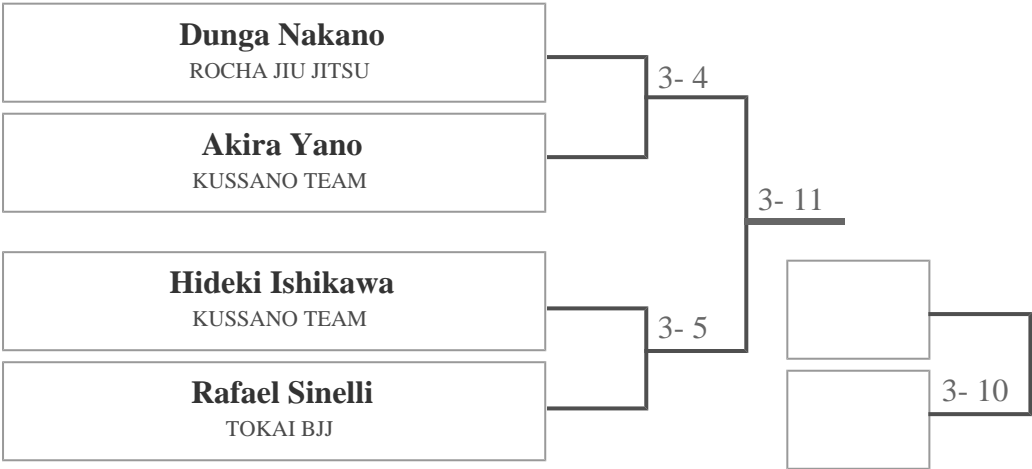 Dunga Nakano
ROCHA JIU JITSU
3- 4
Akira Yano
KUSSANO TEAM
3- 11
Hideki Ishikawa
KUSSANO TEAM
3- 5
Rafael Sinelli
TOKAI BJJ
3- 10